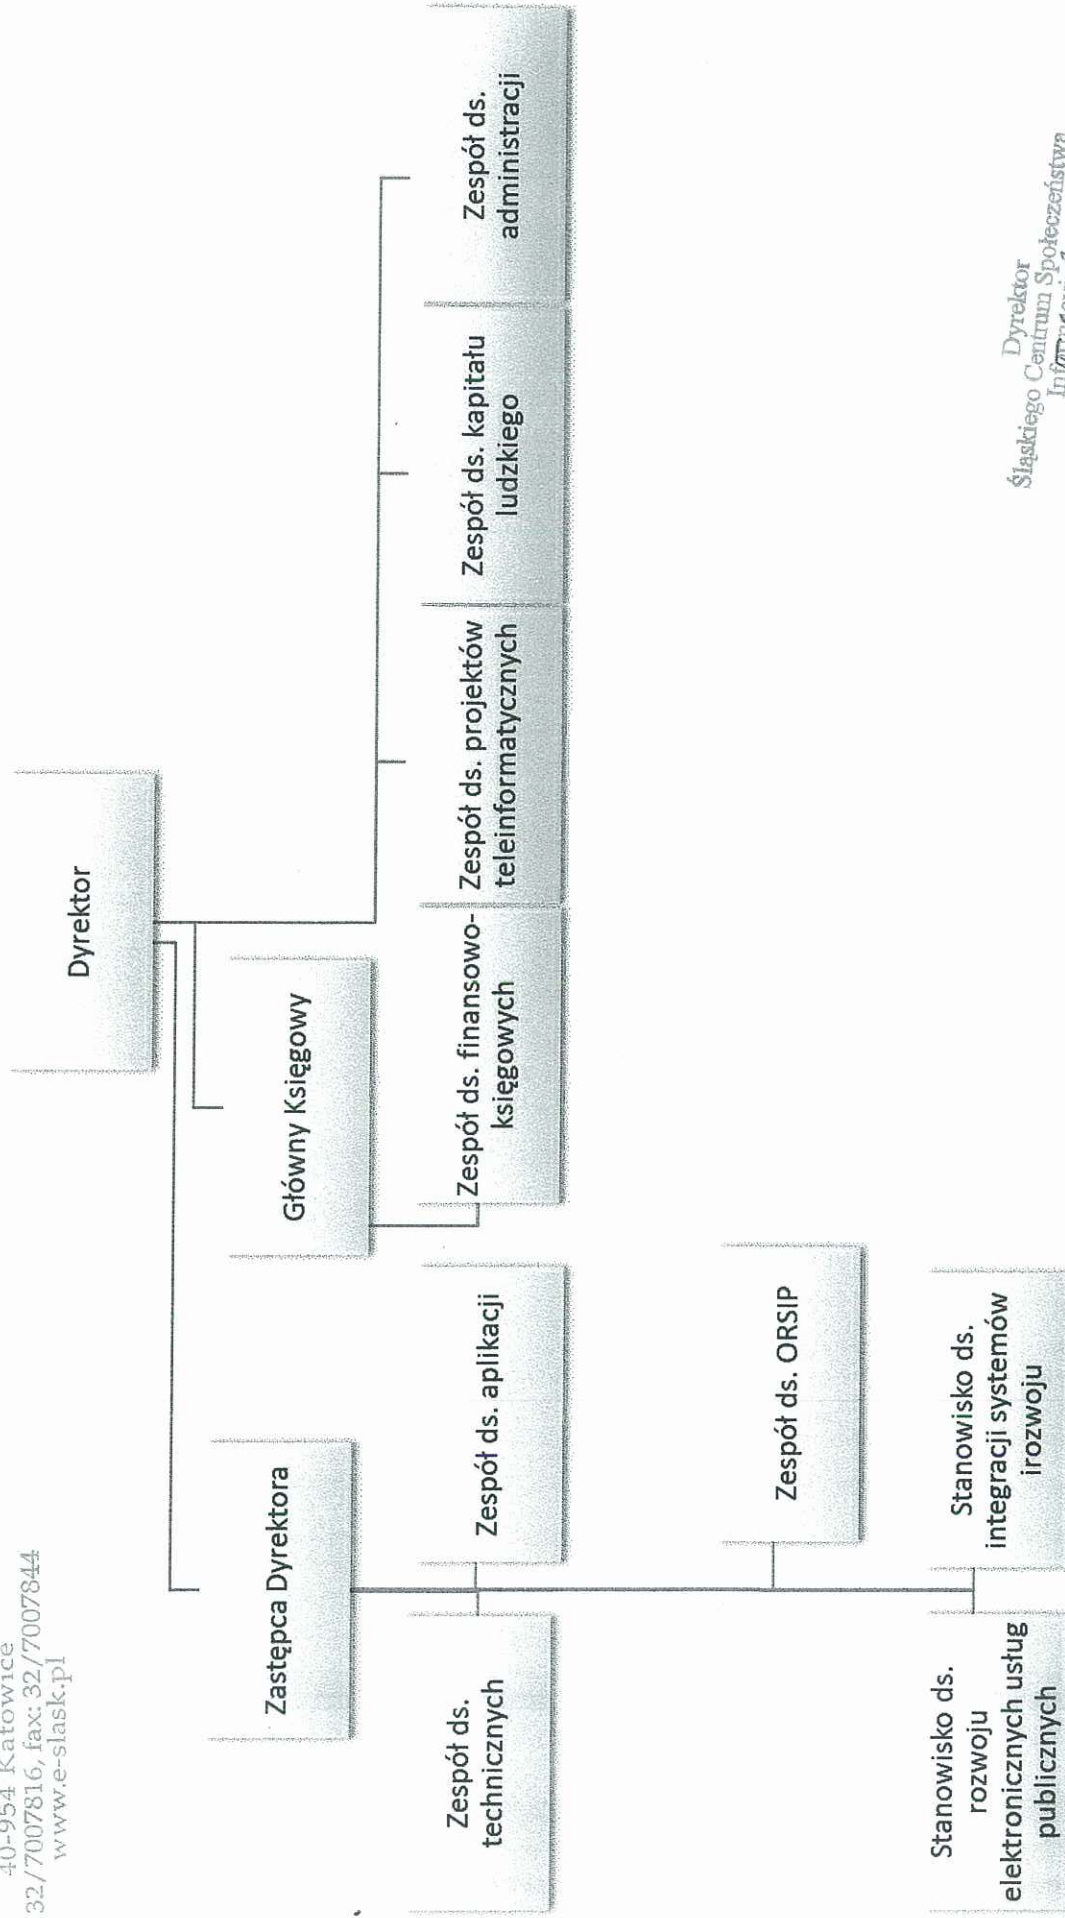 40-954 Katowice
32/7007816, fax: 32/7007844
www.e-slask.pl
Dyrektor
Zastępca Dyrektora
Główny Księgowy
Zespół ds.
technicznych
Zespół ds. aplikacji
Zespół ds. finansowo-
księgowych
Zespół ds. projektów
teleinformatycznych
Zespół ds. kapitału
ludzkiego
Zespół ds.
administracji
Zespół ds. ORSIP
Stanowisko ds.
rozwoju
elektronicznych usług
publicznych
Stanowisko ds.
integracji systemów
irozwoju
Dyrektor
Śląskiego Centrum Społeczeństwa